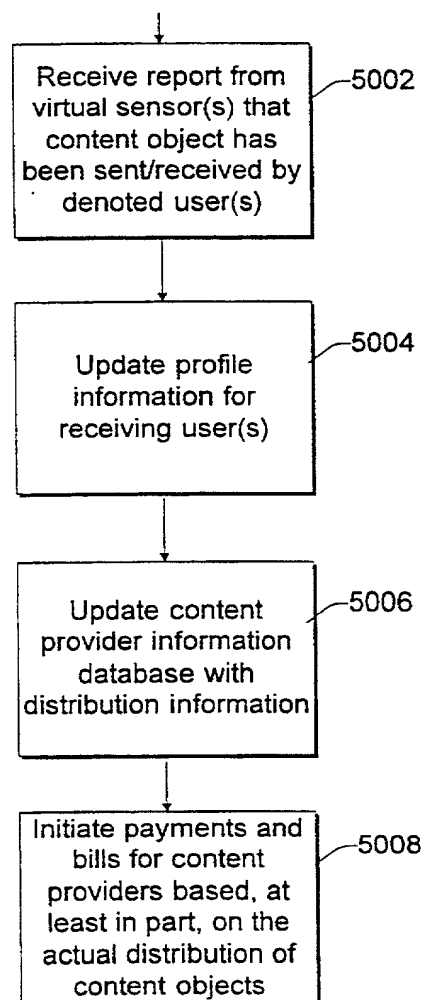 Receive report from
virtual sensor(s) that
content object has
been sent/received by
denoted user(s)
5002
Update profile
information for
receiving user(s)
5004
Update content
provider information
database with
distribution information
5006
Initiate payments and
bills for content
providers based, at
least in part, on the
actual distribution of
content objects
5008